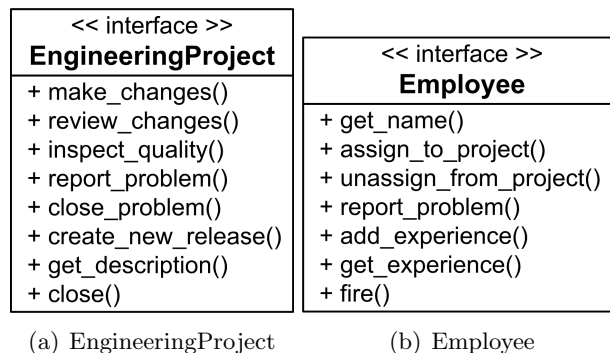 << interface >>
EngineeringProject
+ make_changes()
+ review_changes()
+ inspect_quality()
+ report_problem()
+ close_problem()
+ create_new_release()
+ get_description()
+ close()
(a) EngineeringProject
<< interface >>
Employee
+ get_name()
+ assign_to_project()
+ unassign_from_project()
+ report_problem()
+ add_experience()
+ get_experience()
+ fire()
(b) Employee